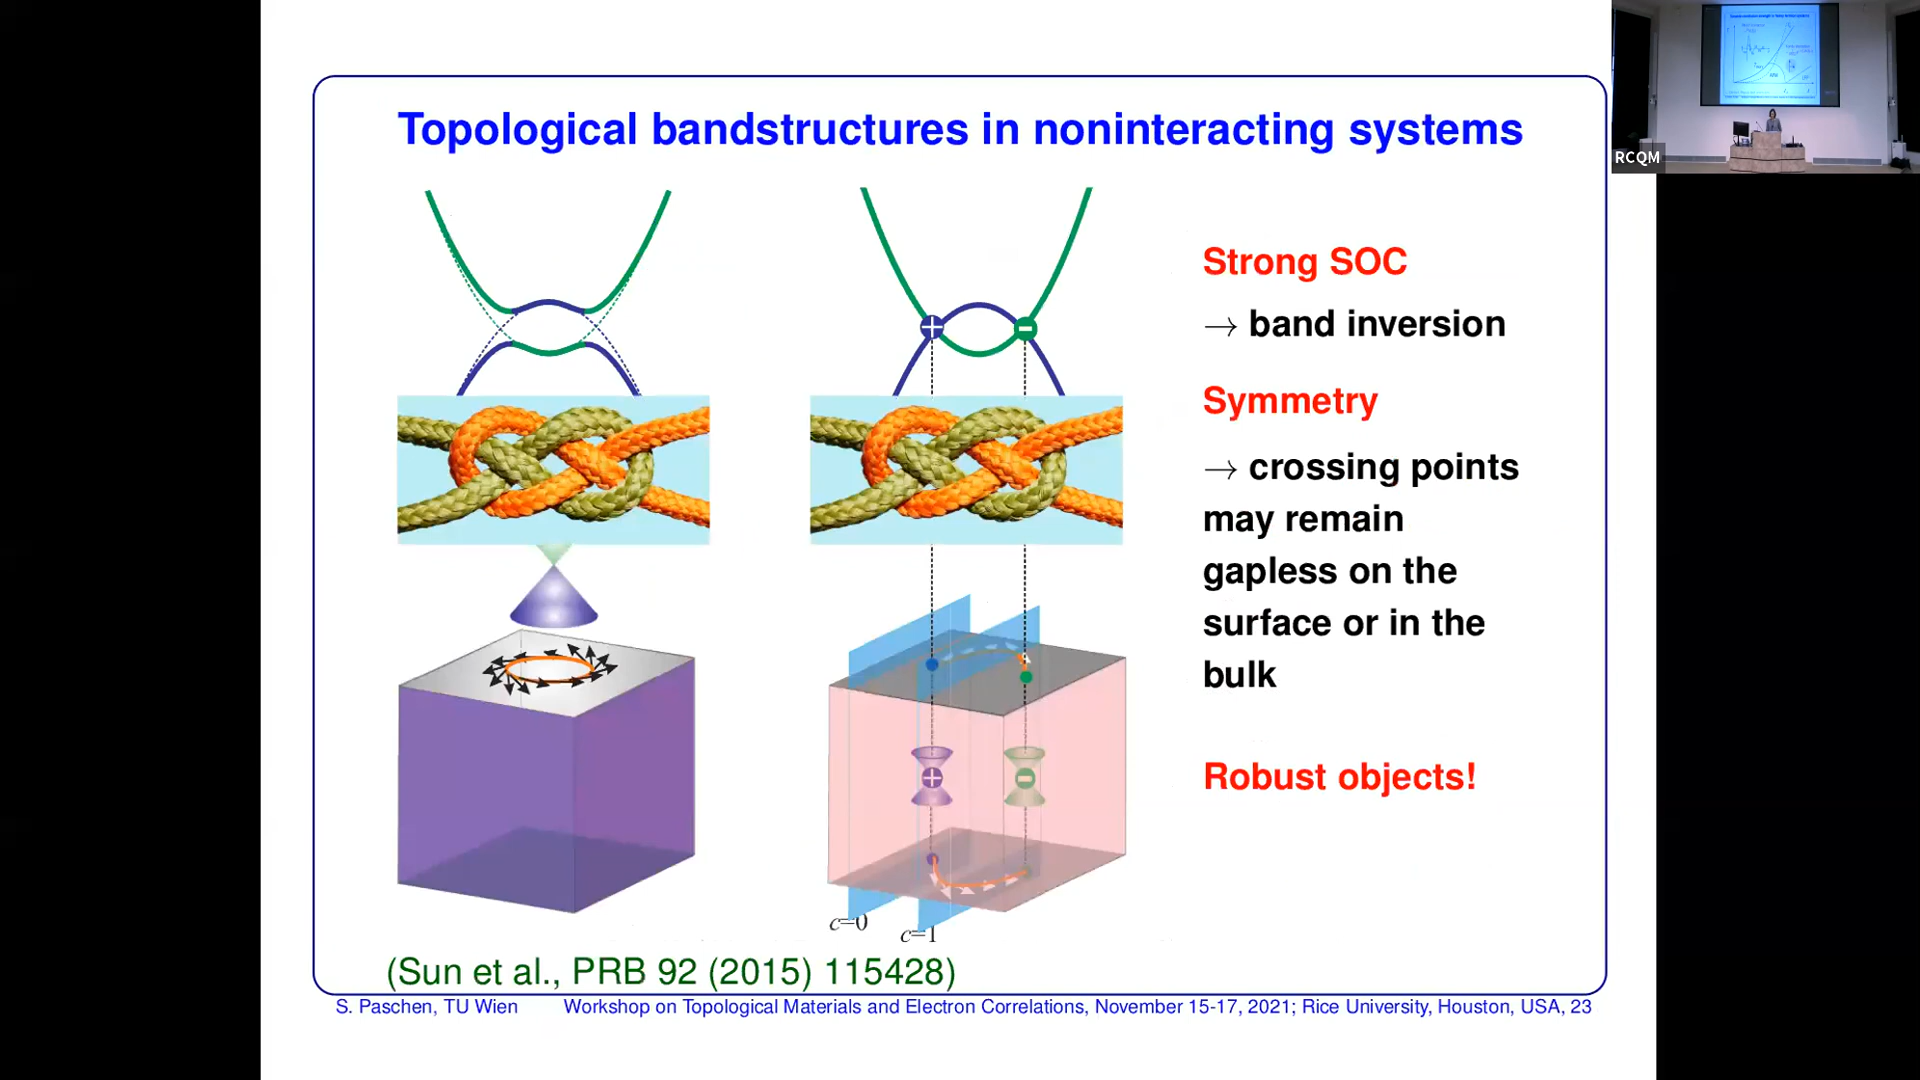 Topological bandstructures in noninteracting systems
Strong SOC
→ band inversion
Symmetry
→ crossing points
may remain
gapless on the
surface or in the
bulk
Robust objects!
+
−
+
−
c=0
c=1
(Sun et al., PRB 92 (2015) 115428)
S. Paschen, TU Wien
Workshop on Topological Materials and Electron Correlations, November 15-17, 2021; Rice University, Houston, USA, 23
RCQM